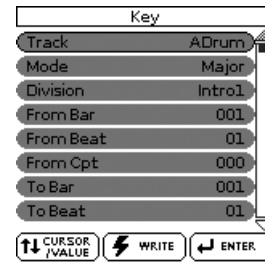 Key
Track ADrum
Mode Major
Division Intro1
From Bar 001
From Beat 01
From Cpt 000
To Bar 001
To Beat 01
CURSOR /VALUE WRITE ENTER